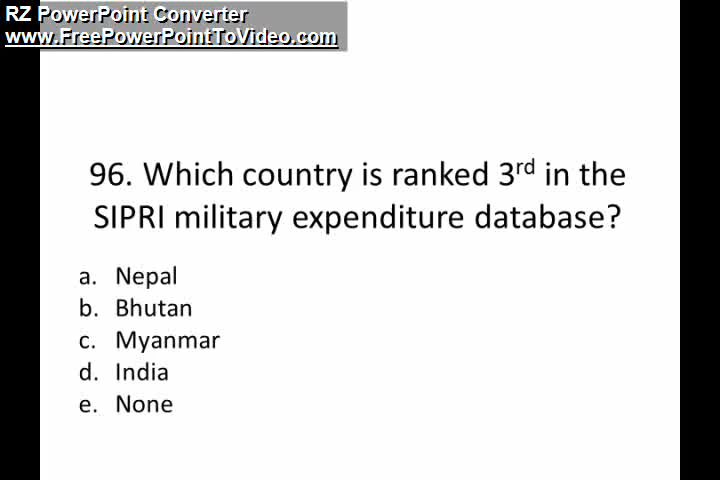 RZ PowerPoint Converter
www.FreePowerPointToVideo.com
96. Which country is ranked 3rd in the
SIPRI military expenditure database?
a. Nepal
b. Bhutan
c. Myanmar
d. India
e. None